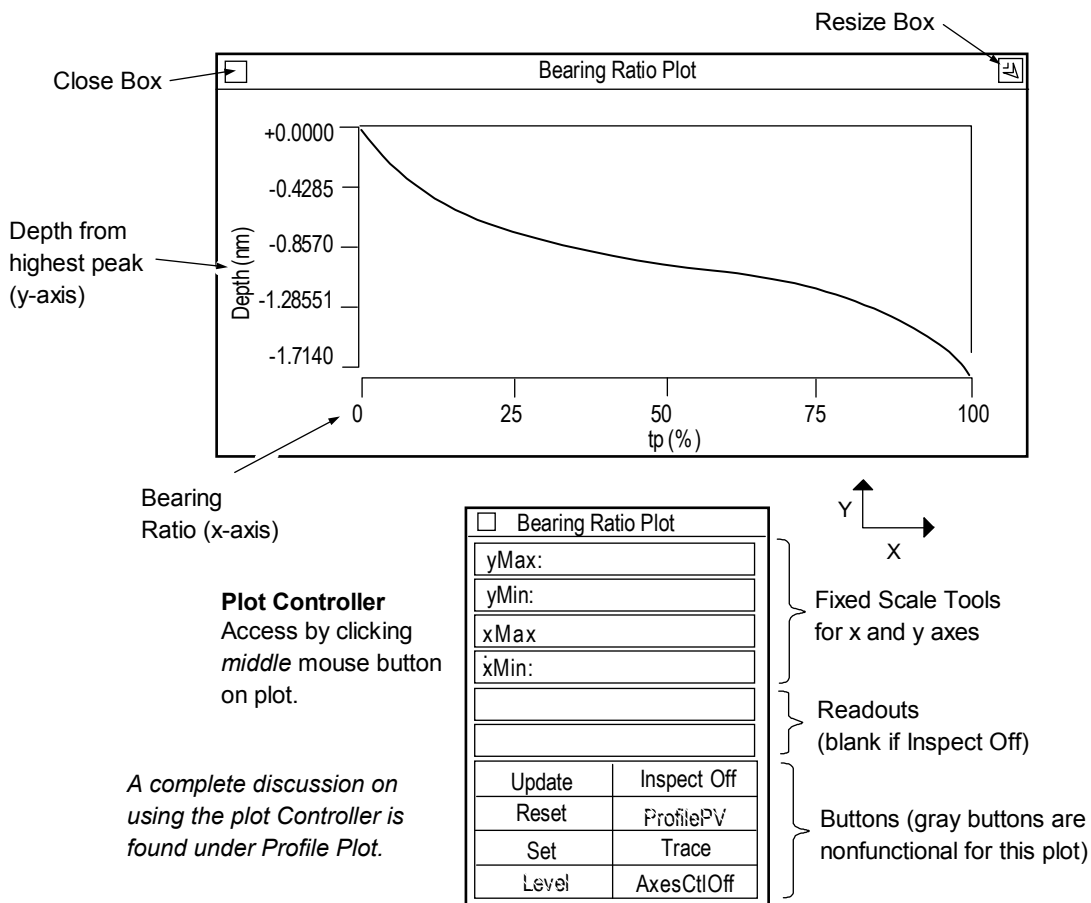 Resize Box
Close Box
Bearing Ratio Plot
+0.0000
-0.4285
-0.8570
-1.28551
-1.7140
Depth (nm)
Depth from
highest peak
(y-axis)
0 25 50 75 100
tp (%)
Bearing
Ratio (x-axis)
Y
X
Bearing Ratio Plot
yMax:
yMin:
xMax
xMin:
Fixed Scale Tools
for x and y axes
Plot Controller
Access by clicking
middle mouse button
on plot.
Readouts
(blank if Inspect Off)
A complete discussion on
using the plot Controller is
found under Profile Plot.
Update Inspect Off
Reset ProfilePV
Set Trace
Level AxesCtlOff
Buttons (gray buttons are
nonfunctional for this plot)